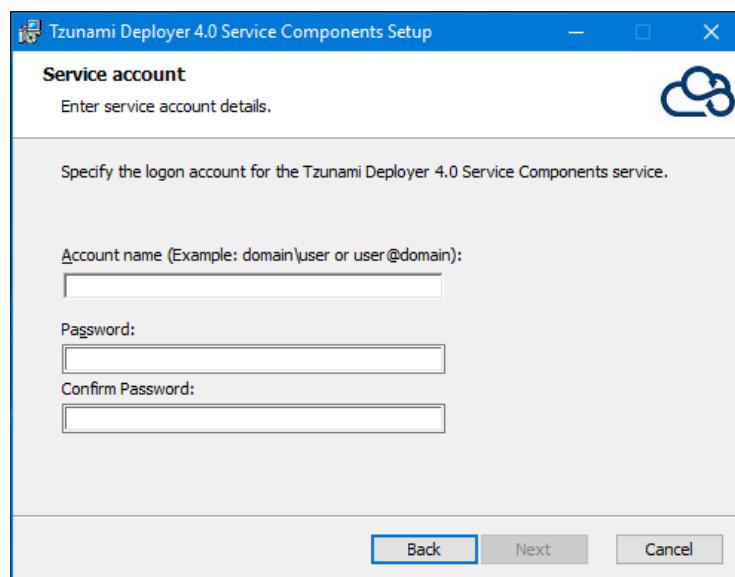 Tzunami Deployer 4.0 Service Components Setup
Service account
Enter service account details.
Specify the logon account for the Tzunami Deployer 4.0 Service Components service.
Account name (Example: domain\user or user@domain):
Password:
Confirm Password:
Back Next Cancel